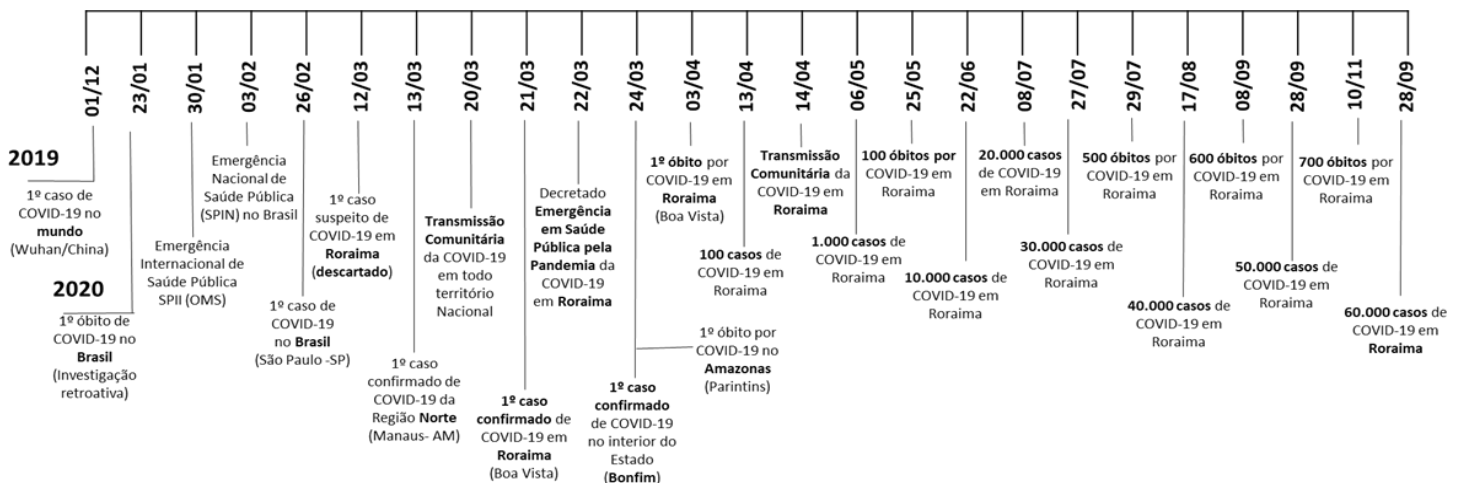 01/12
23/01
30/01
03/02
26/02
12/03
13/03
20/03
21/03
22/03
24/03
03/04
13/04
14/04
06/05
25/05
22/06
08/07
27/07
29/07
17/08
08/09
28/09
10/11
28/09
2019
1º caso de
COVID-19 no
mundo
(Wuhan/China)
2020
1º óbito de
COVID-19 no
Brasil
(Investigação
retroativa)
Emergência
Internacional de
Saúde Pública
SPII (OMS)
Emergência
Nacional de
Saúde Pública
(SPIN) no Brasil
1º caso de
COVID-19
no Brasil
(São Paulo -SP)
1º caso
suspeito de
COVID-19 em
Roraima
(descartado)
1º caso
confirmado de
COVID-19 da
Região Norte
(Manaus- AM)
Transmissão
Comunitária
da COVID-19
em todo
território
Nacional
1º caso
confirmado de
COVID-19 em
Roraima
(Boa Vista)
Decretado
Emergência
em Saúde
Pública pela
Pandemia da
COVID-19
em Roraima
1º caso
confirmado
de COVID-19
no interior do
Estado
(Bonfim)
1º óbito por
COVID-19 no
Amazonas
(Parintins)
1º óbito por
COVID-19 em
Roraima
(Boa Vista)
100 casos de
COVID-19 em
Roraima
Transmissão
Comunitária da
COVID-19 em
Roraima
1.000 casos de
COVID-19 em
Roraima
100 óbitos por
COVID-19 em
Roraima
10.000 casos de
COVID-19 em
Roraima
20.000 casos
de COVID-19
em Roraima
30.000 casos de
COVID-19 em
Roraima
500 óbitos por
COVID-19 em
Roraima
40.000 casos de
COVID-19 em
Roraima
600 óbitos por
COVID-19 em
Roraima
50.000 casos de
COVID-19 em
Roraima
700 óbitos por
COVID-19 em
Roraima
60.000 casos de
COVID-19 em
Roraima